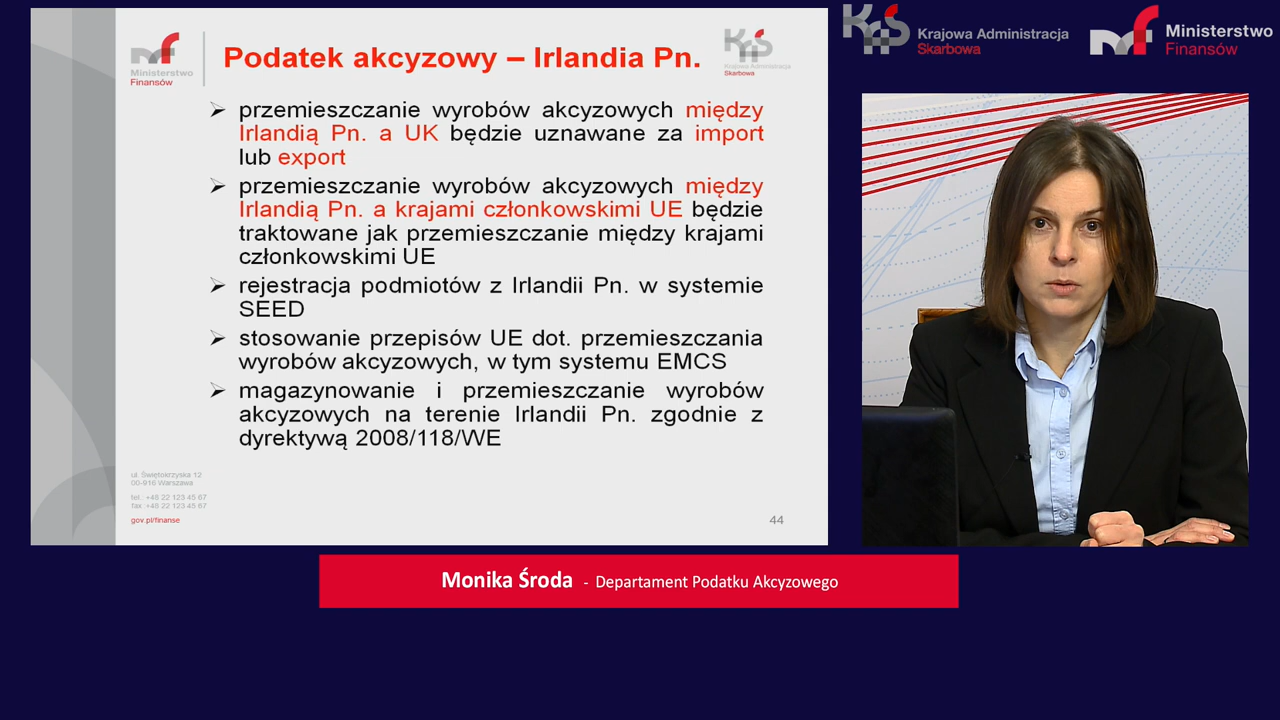 Ministerstwo
Finansów
Podatek akcyzowy – Irlandia Pn.
Krajowa Administracja
Skarbowa
➢ przemieszczanie wyrobów akcyzowych między
Irlandią Pn. a UK będzie uznawane za import
lub export
➢ przemieszczanie wyrobów akcyzowych między
Irlandią Pn. a krajami członkowskimi UE będzie
traktowane jak przemieszczanie między krajami
członkowskimi UE
➢ rejestracja podmiotów z Irlandii Pn. w systemie
SEED
➢ stosowanie przepisów UE dot. przemieszczania
wyrobów akcyzowych, w tym systemu EMCS
➢ magazynowanie i przemieszczanie wyrobów
akcyzowych na terenie Irlandii Pn. zgodnie z
dyrektywą 2008/118/WE
ul. Świętokrzyska 12
00-916 Warszawa
tel.: +48 22 123 45 67
fax :+48 22 123 45 67
gov.pl/finanse
44
KAS Krajowa Administracja
Skarbowa
mf Ministerstwo
Finansów
Monika Środa - Departament Podatku Akcyzowego